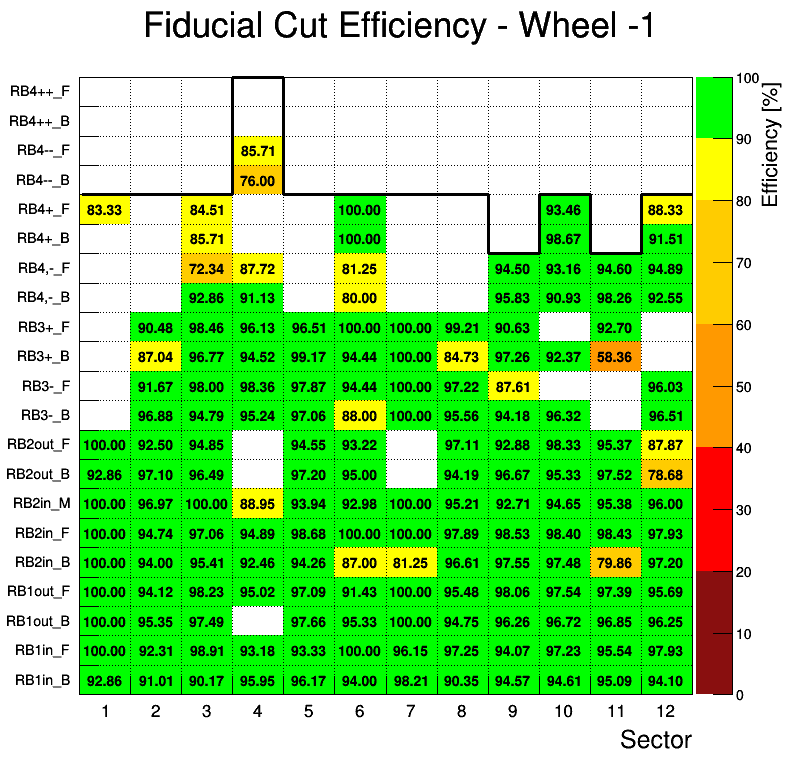 Fiducial Cut Efficiency - Wheel -1
RB4++_F 100
RB4++_B 90
RB4--_F 85.71
RB4--_B 76.00 80
RB4+_F 83.33 84.51 100.00 93.46 88.33
RB4+_B 85.71 100.00 98.67 91.51
RB4,-_F 72.34 87.72 81.25 94.50 93.16 94.60 94.89 70
RB4,-_B 92.86 91.13 80.00 95.83 90.93 98.26 92.55
RB3+_F 90.48 98.46 96.13 96.51 100.00 100.00 99.21 90.63 92.70 60
RB3+_B 87.04 96.77 94.52 99.17 94.44 100.00 84.73 97.26 92.37 58.36
RB3-_F 91.67 98.00 98.36 97.87 94.44 100.00 97.22 87.61 96.03 50
RB3-_B 96.88 94.79 95.24 97.06 88.00 100.00 95.56 94.18 96.32 96.51
RB2out_F 100.00 92.50 94.85 94.55 93.22 97.11 92.88 98.33 95.37 87.87 40
RB2out_B 92.86 97.10 96.49 97.20 95.00 94.19 96.67 95.33 97.52 78.68
RB2in_M 100.00 96.97 100.00 88.95 93.94 92.98 100.00 95.21 92.71 94.65 95.38 96.00 30
RB2in_F 100.00 94.74 97.06 94.89 98.68 100.00 100.00 97.89 98.53 98.40 98.43 97.93
RB2in_B 100.00 94.00 95.41 92.46 94.26 87.00 81.25 96.61 97.55 97.48 79.86 97.20 20
RB1out_F 100.00 94.12 98.23 95.02 97.09 91.43 100.00 95.48 98.06 97.54 97.39 95.69
RB1out_B 100.00 95.35 97.49 97.66 95.33 100.00 94.75 96.26 96.72 96.85 96.25 10
RB1in_F 100.00 92.31 98.91 93.18 93.33 100.00 96.15 97.25 94.07 97.23 95.54 97.93
RB1in_B 92.86 91.01 90.17 95.95 96.17 94.00 98.21 90.35 94.57 94.61 95.09 94.10 0
1 2 3 4 5 6 7 8 9 10 11 12
Sector
Efficiency [%]